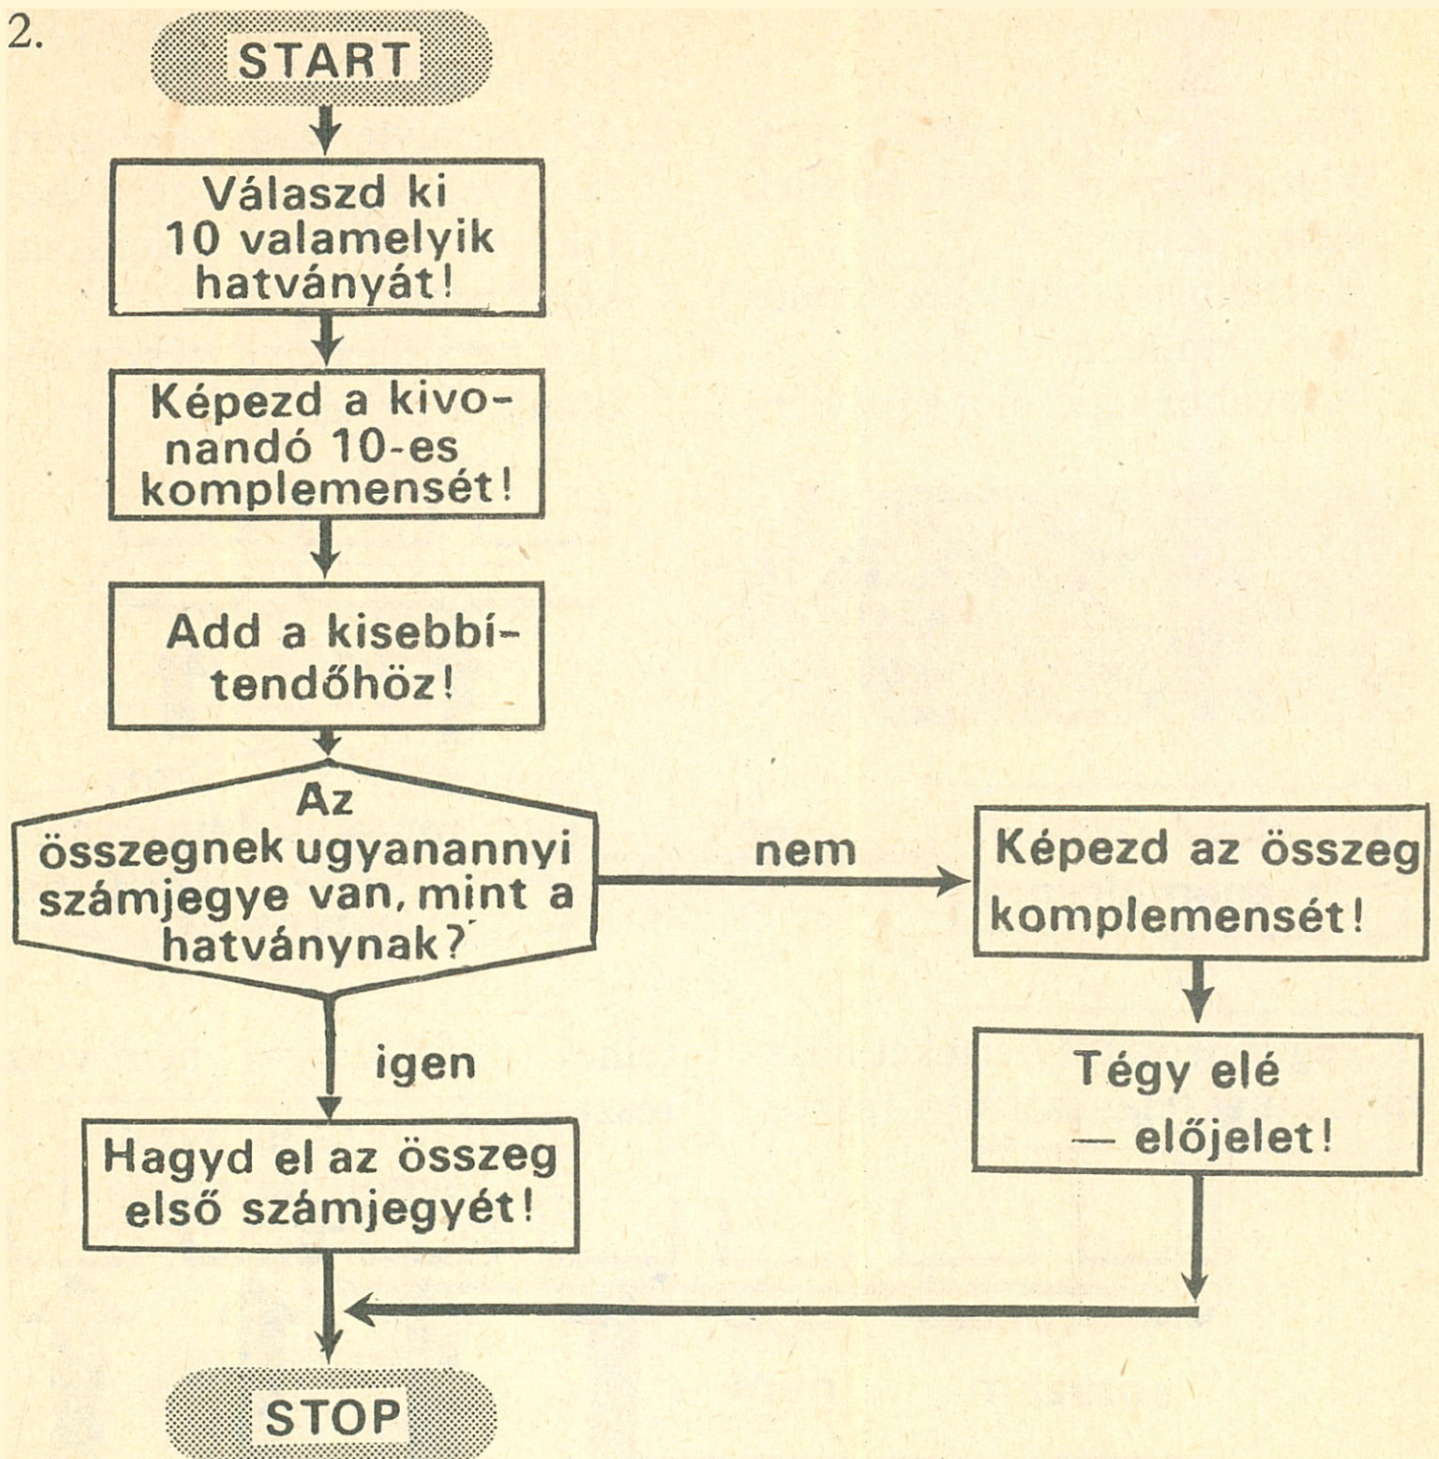 2.
START
Válaszd ki
10 valamelyik
hatványát!
Képezd a kivo-
nandó 10-es
komplemensét!
Add a kisebbí-
tendőhöz!
Az
összegnek ugyanannyi
számjegye van, mint a
hatványnak?
nem
Képezd az összeg
komplemensét!
Tégy elé
— előjelet!
igen
Hagyd el az összeg
első számjegyét!
STOP